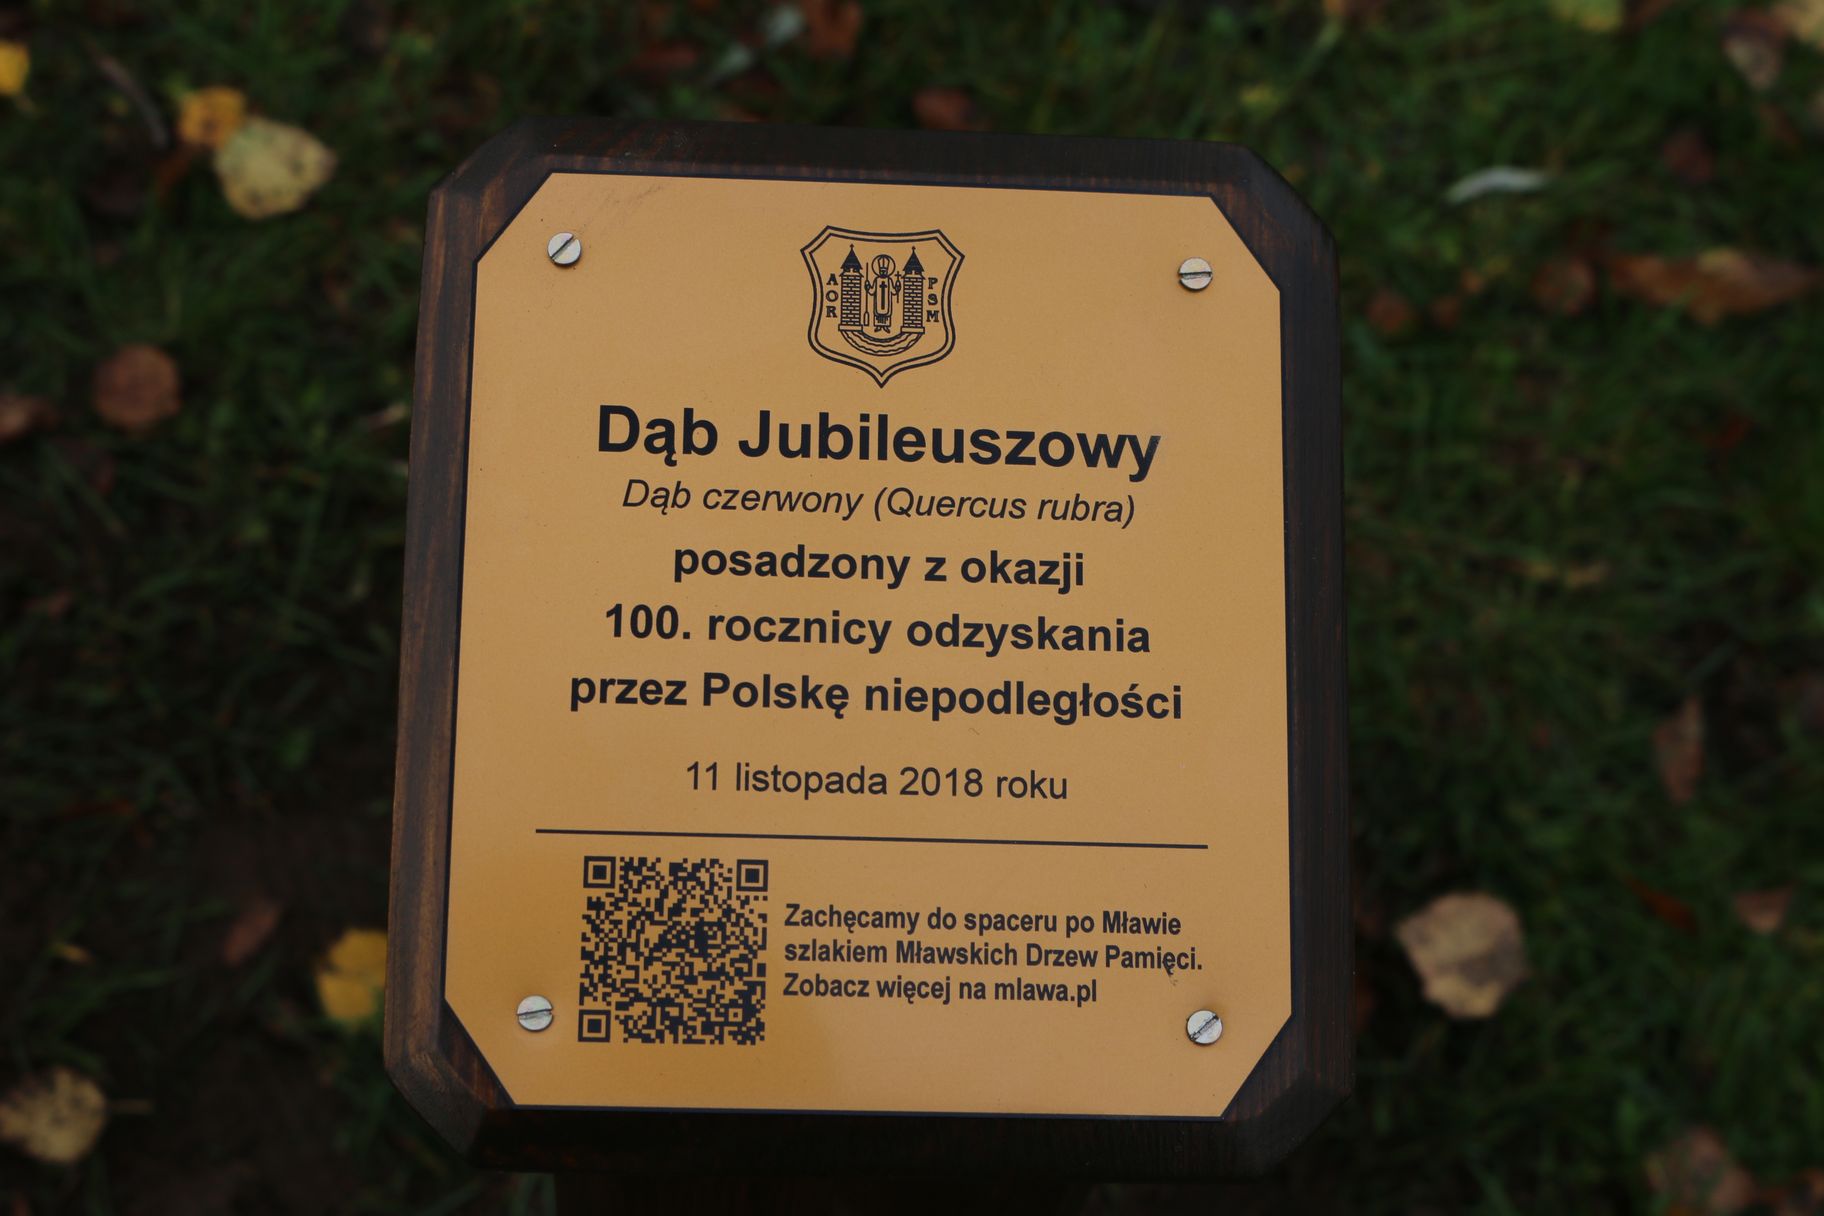 AOR PSM
Dąb Jubileuszowy
Dąb czerwony (Quercus rubra)
posadzony z okazji
100. rocznicy odzyskania
przez Polskę niepodległości
11 listopada 2018 roku
Zachęcamy do spaceru po Mławie
szlakiem Mławskich Drzew Pamięci.
Zobacz więcej na mlawa.pl